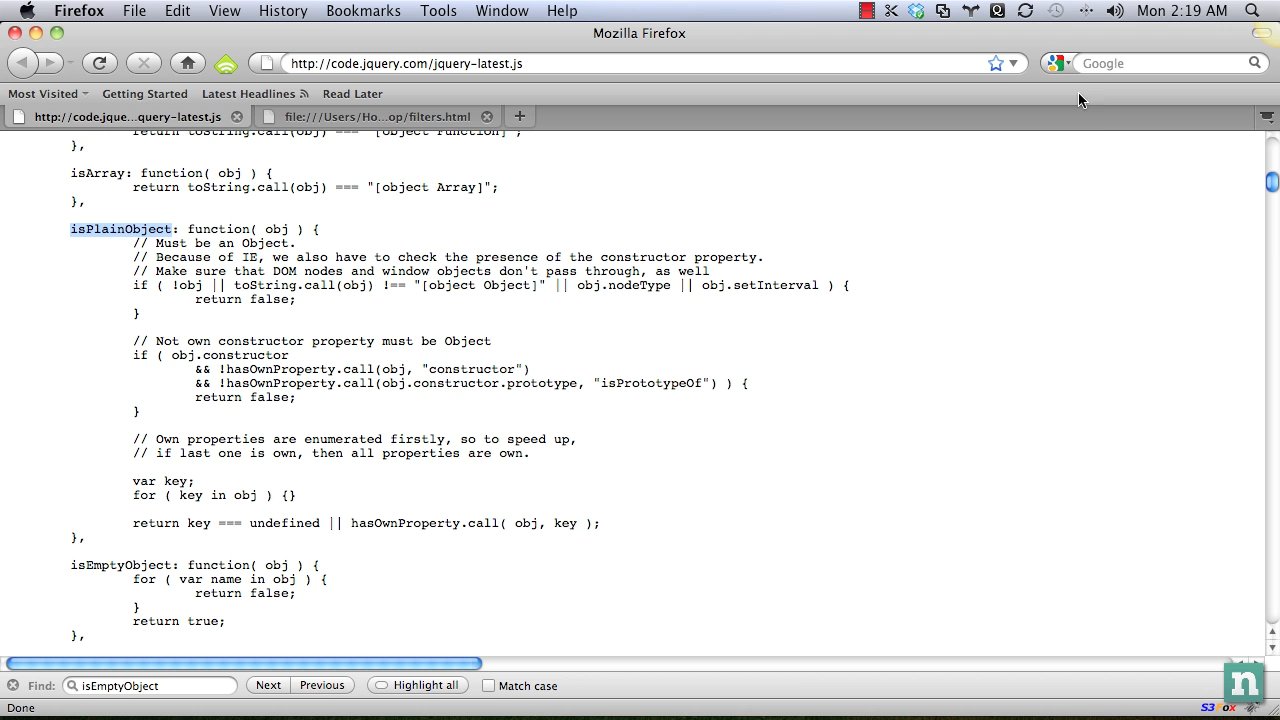 Firefox File Edit View History Bookmarks Tools Window Help Mon 2:19 AM
Mozilla Firefox
http://code.jquery.com/jquery-latest.js Google
Most Visited Getting Started Latest Headlines Read Later
http://code.jque...query-latest.js file:///Users/Ho...op/filters.html
return toString.call(obj) === "[object Function]";
},
isArray: function( obj ) {
return toString.call(obj) === "[object Array]";
},
isPlainObject: function( obj ) {
// Must be an Object.
// Because of IE, we also have to check the presence of the constructor property.
// Make sure that DOM nodes and window objects don't pass through, as well
if ( !obj || toString.call(obj) !== "[object Object]" || obj.nodeType || obj.setInterval ) {
return false;
}
// Not own constructor property must be Object
if ( obj.constructor
&& !hasOwnProperty.call(obj, "constructor")
&& !hasOwnProperty.call(obj.constructor.prototype, "isPrototypeOf") ) {
return false;
}
// Own properties are enumerated firstly, so to speed up,
// if last one is own, then all properties are own.
var key;
for ( key in obj ) {}
return key === undefined || hasOwnProperty.call( obj, key );
},
isEmptyObject: function( obj ) {
for ( var name in obj ) {
return false;
}
return true;
},
Find: isEmptyObject Next Previous Highlight all Match case
n
Done S3Fox